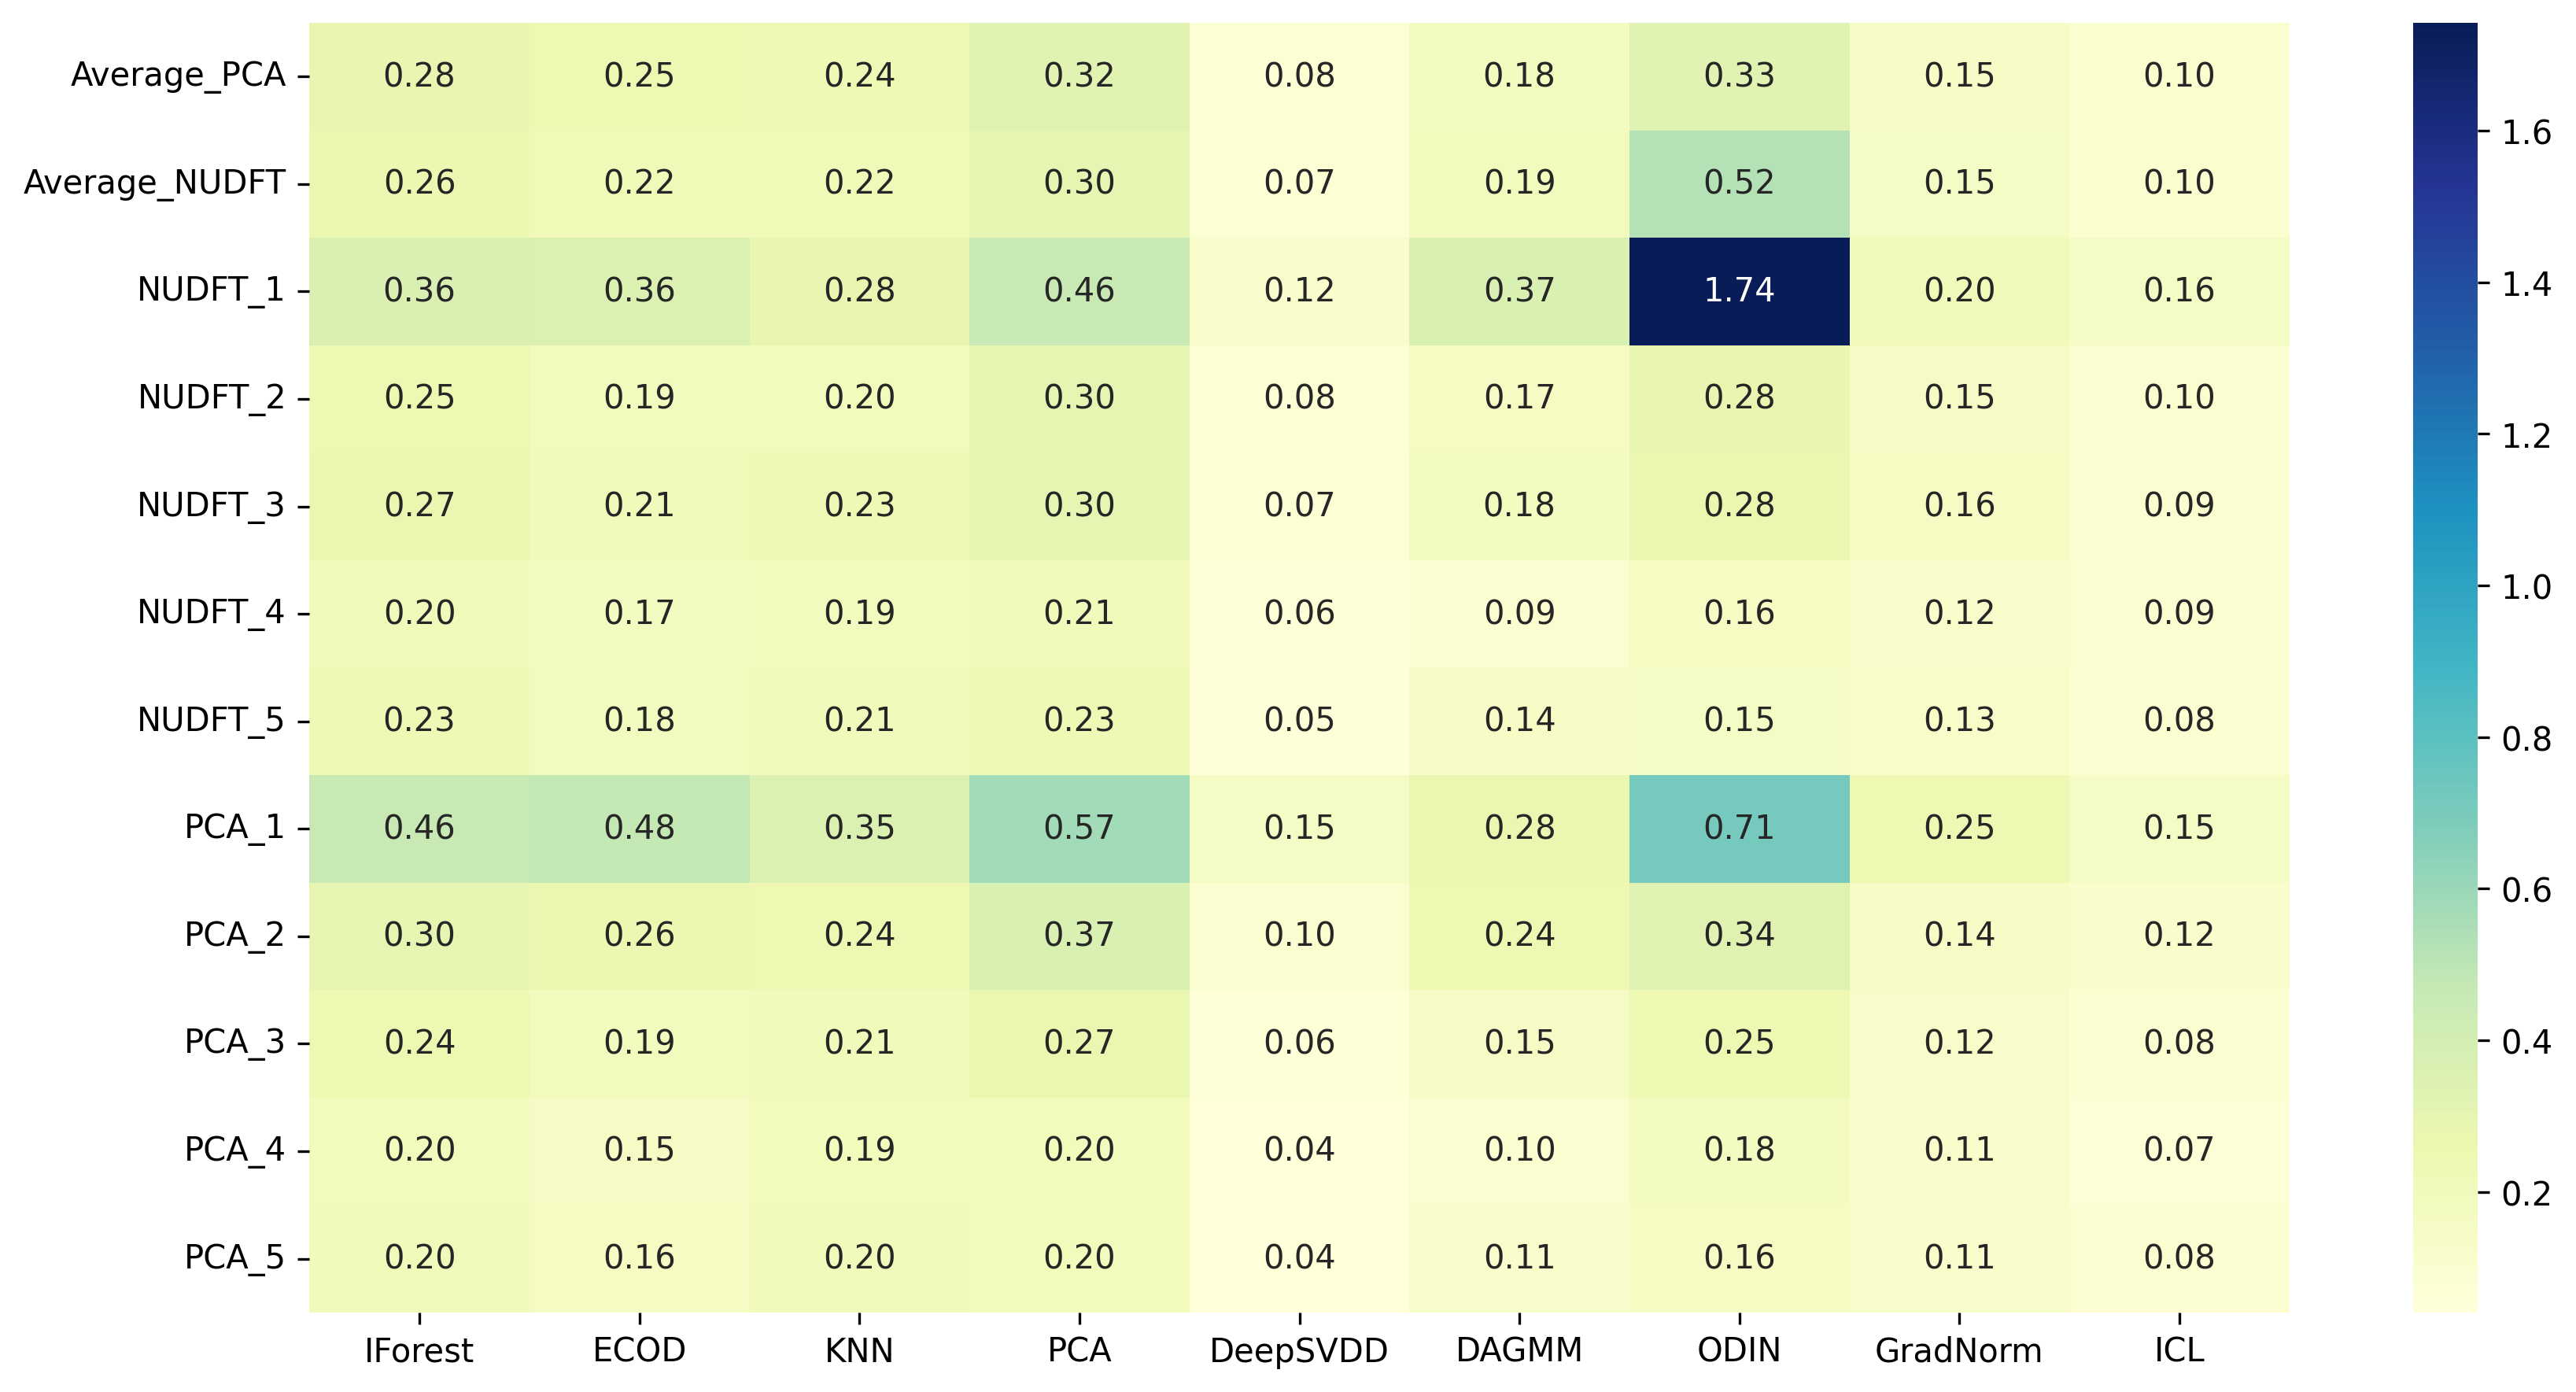 Average_PCA 0.28 0.25 0.24 0.32 0.08 0.18 0.33 0.15 0.10
Average_NUDFT 0.26 0.22 0.22 0.30 0.07 0.19 0.52 0.15 0.10
NUDFT_1 0.36 0.36 0.28 0.46 0.12 0.37 1.74 0.20 0.16
NUDFT_2 0.25 0.19 0.20 0.30 0.08 0.17 0.28 0.15 0.10
NUDFT_3 0.27 0.21 0.23 0.30 0.07 0.18 0.28 0.16 0.09
NUDFT_4 0.20 0.17 0.19 0.21 0.06 0.09 0.16 0.12 0.09
NUDFT_5 0.23 0.18 0.21 0.23 0.05 0.14 0.15 0.13 0.08
PCA_1 0.46 0.48 0.35 0.57 0.15 0.28 0.71 0.25 0.15
PCA_2 0.30 0.26 0.24 0.37 0.10 0.24 0.34 0.14 0.12
PCA_3 0.24 0.19 0.21 0.27 0.06 0.15 0.25 0.12 0.08
PCA_4 0.20 0.15 0.19 0.20 0.04 0.10 0.18 0.11 0.07
PCA_5 0.20 0.16 0.20 0.20 0.04 0.11 0.16 0.11 0.08
IForest ECOD KNN PCA DeepSVDD DAGMM ODIN GradNorm ICL
1.6
1.4
1.2
1.0
0.8
0.6
0.4
0.2